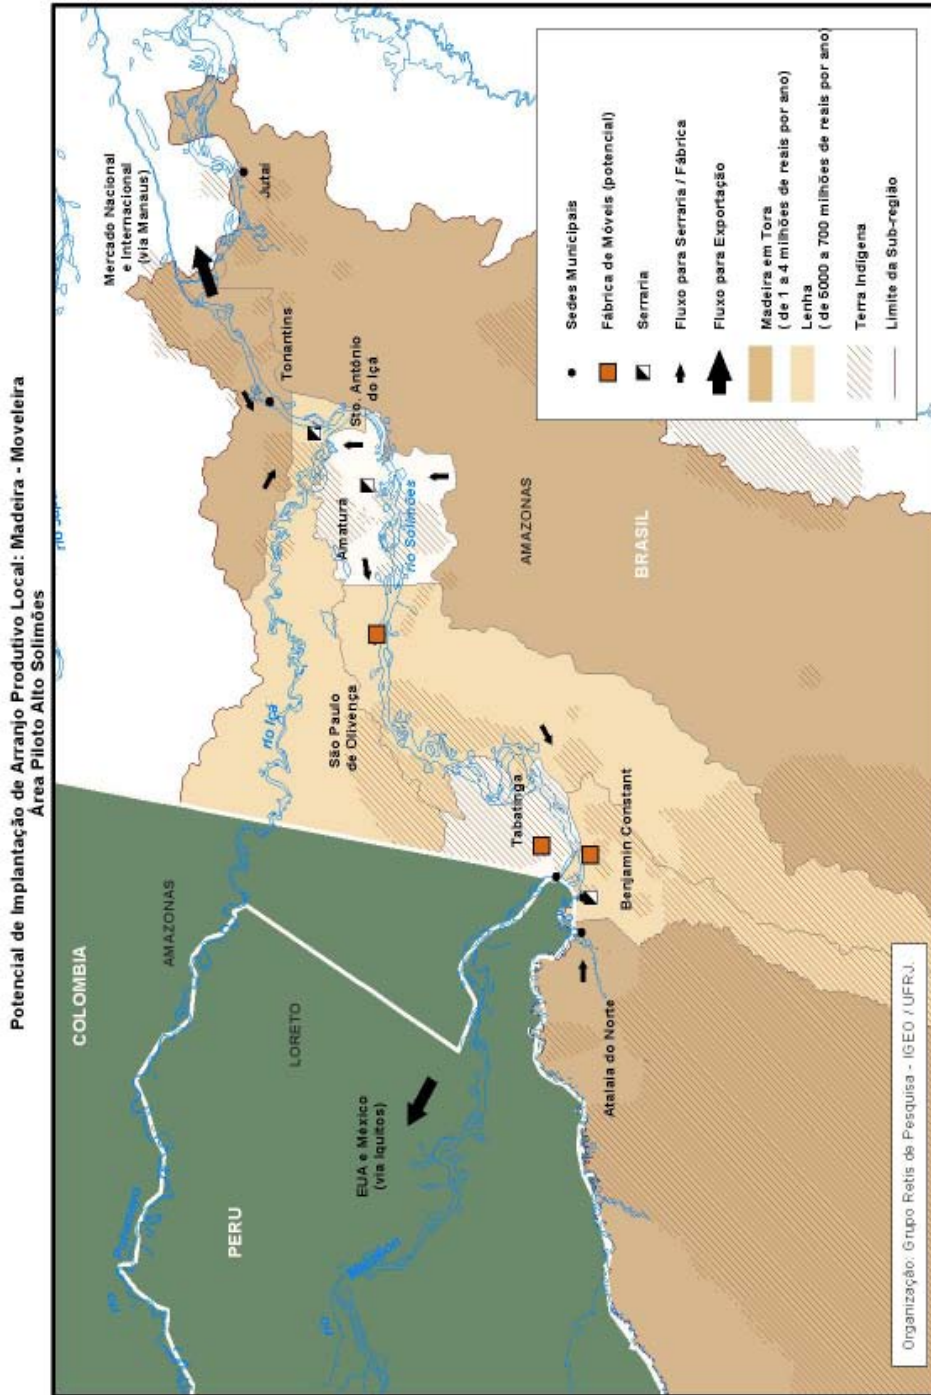 Potencial de Implantação de Arranjo Produtivo Local: Madeira - Moveleira
Área Piloto Alto Solimões
COLOMBIA
AMAZONAS
LORETO
PERU
rio
Putumayo
rio
Marañon
EUA e México
(via Iquitos)
rio Içá
São Paulo
de Olivença
Amaturá
rio Solimões
Sto. Antônio
do Içá
Tonantins
Jutaí
Mercado Nacional
e Internacional
(via Manaus)
Tabatinga
Benjamin Constant
Atalaia do Norte
AMAZONAS
BRASIL
Sedes Municipais
Fábrica de Móveis (potencial)
Serraria
Fluxo para Serraria / Fábrica
Fluxo para Exportação
Madeira em Tora
( de 1 a 4 milhões de reais por ano)
Lenha
( de 5000 a 700 milhões de reais por ano)
Terra Indígena
Limite da Sub-região
Organização: Grupo Retis de Pesquisa - IGEO / UFRJ.